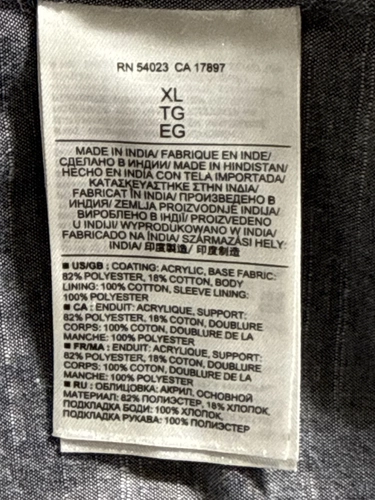 RN 54023 CA 17897
XL
TG
EG
MADE IN INDIA/ FABRIQUE EN INDE/
СДЕЛАНО В ИНДИИ/ MADE IN HINDISTAN/
HECHO EN INDIA CON TELA IMPORTADA/
ΚΑΤΑΣΚΕΥΑΣΤΗΚΕ ΣΤΗΝ ΙΝΔΙΑ/
FABRICAT ÎN INDIA/ ПРОИЗВЕДЕНО В
ИНДИЯ/ ZEMLJA PROIZVODNJE INDIJA/
ВИРОБЛЕНО В ІНДІЇ/ PROIZVEDENO
U INDIJI/ WYPRODUKOWANO W INDIA/
FABRICADO NA ÍNDIA/ SZÁRMAZÁSI HELY:
INDIA/ 印度製造/ 印度制造
■ US/GB : COATING: ACRYLIC, BASE FABRIC:
82% POLYESTER, 18% COTTON, BODY
LINING: 100% COTTON, SLEEVE LINING:
100% POLYESTER
■ CA : ENDUIT: ACRYLIQUE, SUPPORT:
82% POLYESTER, 18% COTON, DOUBLURE
CORPS: 100% COTON, DOUBLURE DE LA
MANCHE: 100% POLYESTER
■ FR/MA : ENDUIT: ACRYLIQUE, SUPPORT:
82% POLYESTER, 18% COTON, DOUBLURE
CORPS: 100% COTON, DOUBLURE DE LA
MANCHE: 100% POLYESTER
■ RU : ОБЛИЦОВКА: АКРИЛ, ОСНОВНОЙ
МАТЕРИАЛ: 82% ПОЛИЭСТЕР, 18% ХЛОПОК,
ПОДКЛАДКА БОДИ: 100% ХЛОПОК,
ПОДКЛАДКА РУКАВА: 100% ПОЛИЭСТЕР